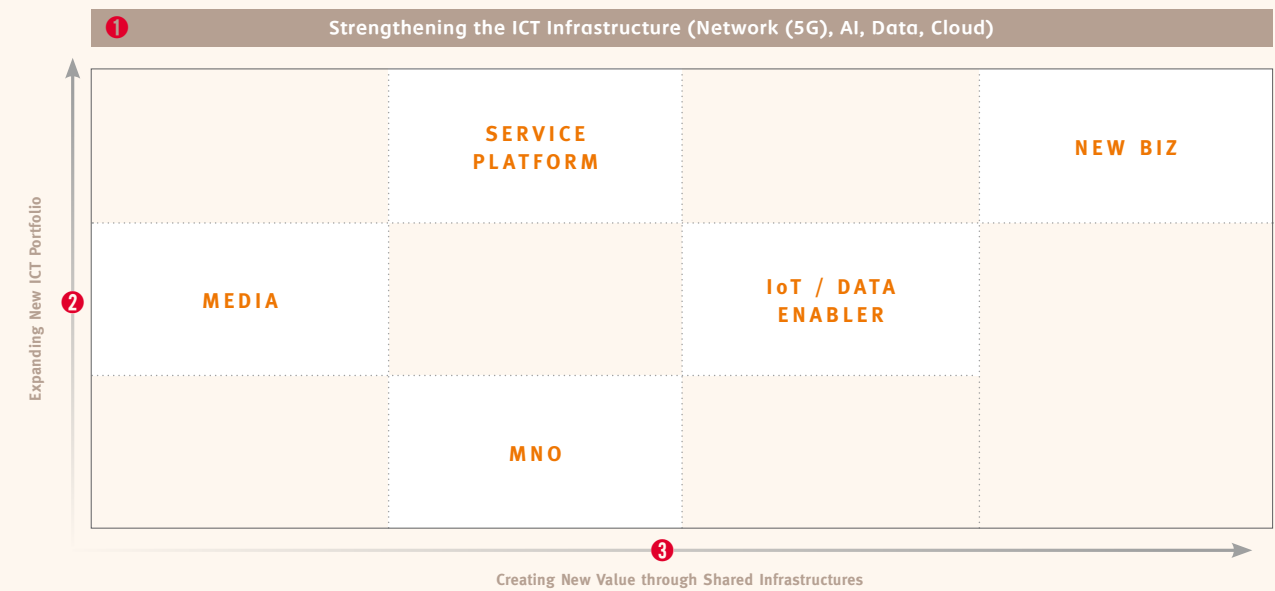 1 Strengthening the ICT Infrastructure (Network (5G), AI, Data, Cloud)
SERVICE
PLATFORM
NEW BIZ
Expanding New ICT Portfolio
2
MEDIA
IoT / DATA
ENABLER
MNO
3
Creating New Value through Shared Infrastructures